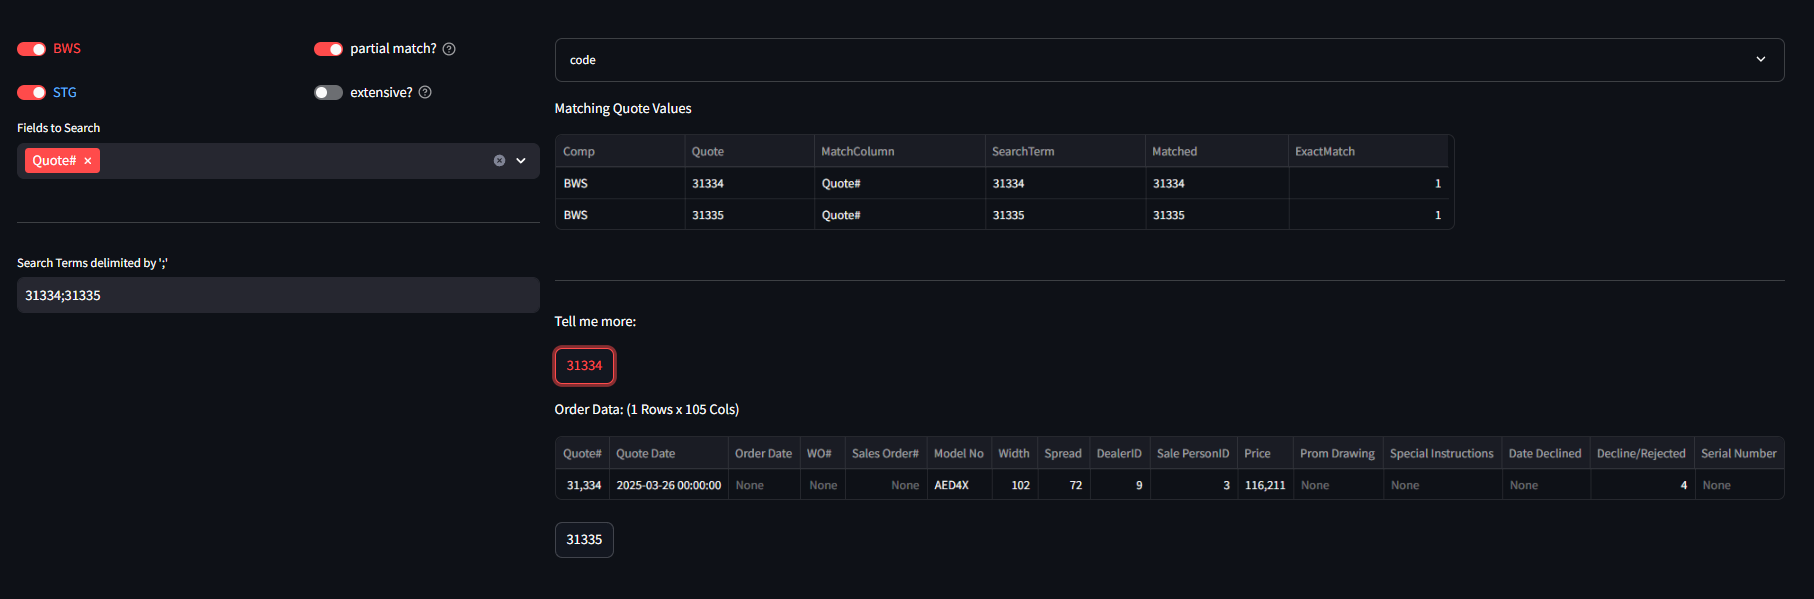 BWS
partial match?
STG
extensive?
Fields to Search
Quote# ×
Search Terms delimited by ';'
31334;31335
code
Matching Quote Values
Comp Quote MatchColumn SearchTerm Matched ExactMatch
BWS 31334 Quote# 31334 31334 1
BWS 31335 Quote# 31335 31335 1
Tell me more:
31334
Order Data: (1 Rows x 105 Cols)
Quote# Quote Date Order Date WO# Sales Order# Model No Width Spread DealerID Sale PersonID Price Prom Drawing Special Instructions Date Declined Decline/Rejected Serial Number
31,334 2025-03-26 00:00:00 None None None AED4X 102 72 9 3 116,211 None None None 4 None
31335